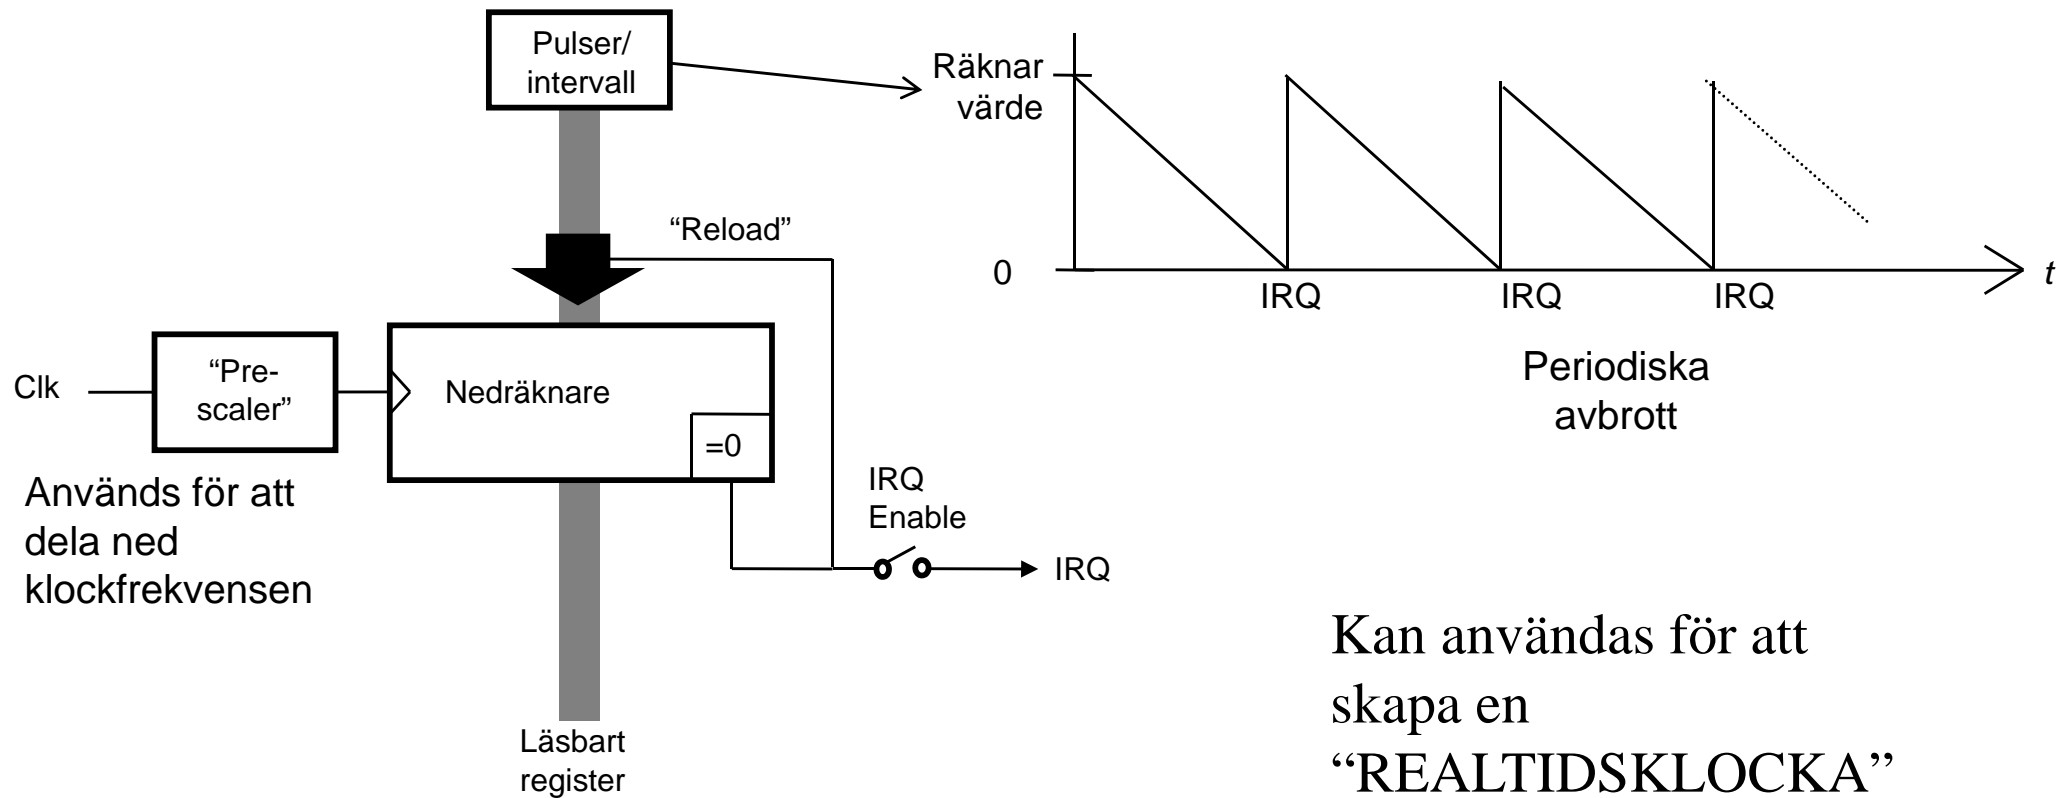 Pulser/
intervall
Räknar
värde
“Reload”
0
t
IRQ
IRQ
IRQ
Periodiska
avbrott
Clk
“Pre-
scaler”
Nedräknare
=0
Används för att
dela ned
klockfrekvensen
IRQ
Enable
IRQ
Kan användas för att
skapa en
“REALTIDSKLOCKA”
Läsbart
register